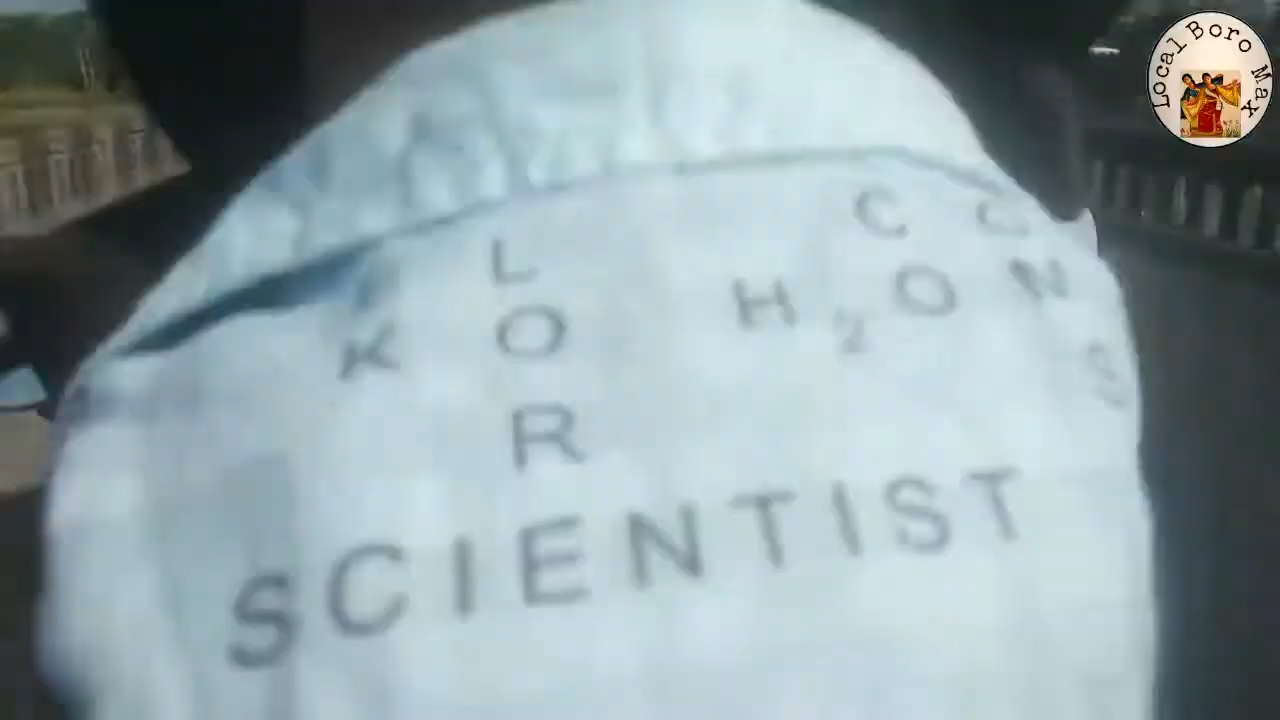 Local Boro Max
C C
L
H₂O N
K O
S
R
SCIENTIST